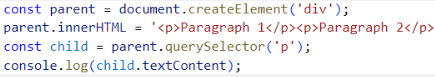 const parent = document.createElement('div');
parent.innerHTML = '<p>Paragraph 1</p><p>Paragraph 2</p>
const child = parent.querySelector('p');
console.log(child.textContent);